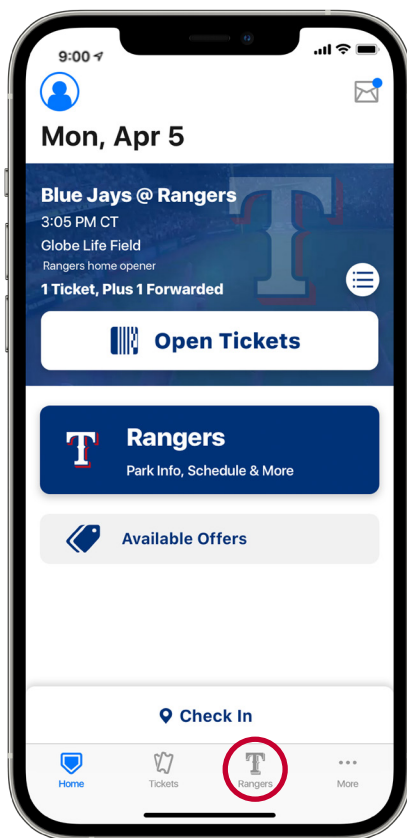 9:00
Mon, Apr 5
Blue Jays @ Rangers
3:05 PM CT
Globe Life Field
Rangers home opener
1 Ticket, Plus 1 Forwarded
Open Tickets
T
Rangers
Park Info, Schedule & More
Available Offers
Check In
Home
Tickets
Rangers
More